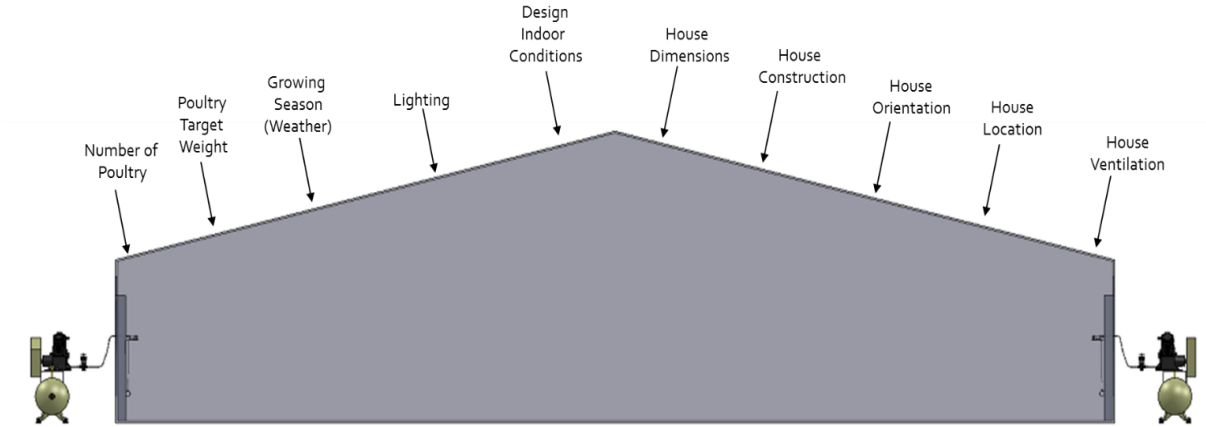 Number of
Poultry
Poultry
Target
Weight
Growing
Season
(Weather)
Lighting
Design
Indoor
Conditions
House
Dimensions
House
Construction
House
Orientation
House
Location
House
Ventilation